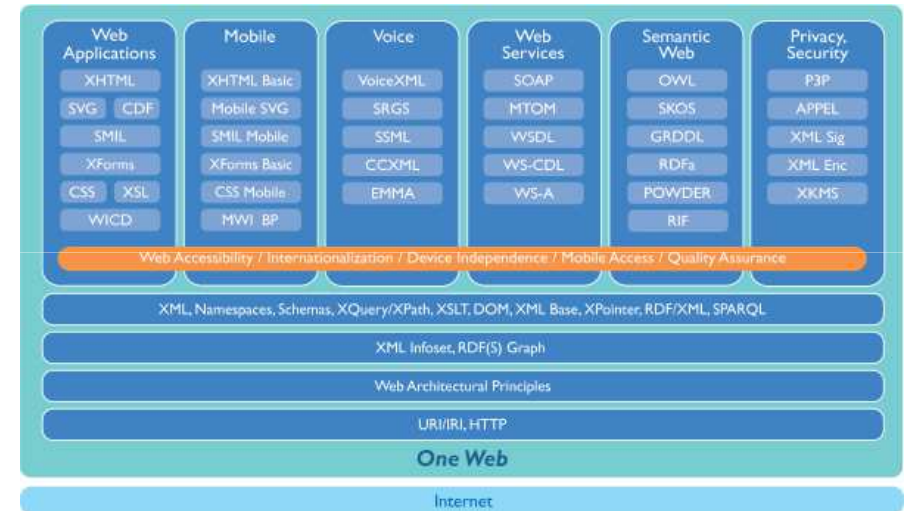 Web
Applications
XHTML
SVG CDF
SMIL
XForms
CSS XSL
WICD
Mobile
XHTML Basic
Mobile SVG
SMIL Mobile
XForms Basic
CSS Mobile
MWI BP
Voice
VoiceXML
SRGS
SSML
CCXML
EMMA
Web
Services
SOAP
MTOM
WSDL
WS-CDL
WS-A
Semantic
Web
OWL
SKOS
GRDDL
RDFa
POWDER
RIF
Privacy,
Security
P3P
APPEL
XML Sig
XML Enc
XKMS
Web Accessibility / Internationalization / Device Independence / Mobile Access / Quality Assurance
XML, Namespaces, Schemas, XQuery/XPath, XSLT, DOM, XML Base, XPointer, RDF/XML, SPARQL
XML Infoset, RDF(S) Graph
Web Architectural Principles
URI/IRI, HTTP
One Web
Internet